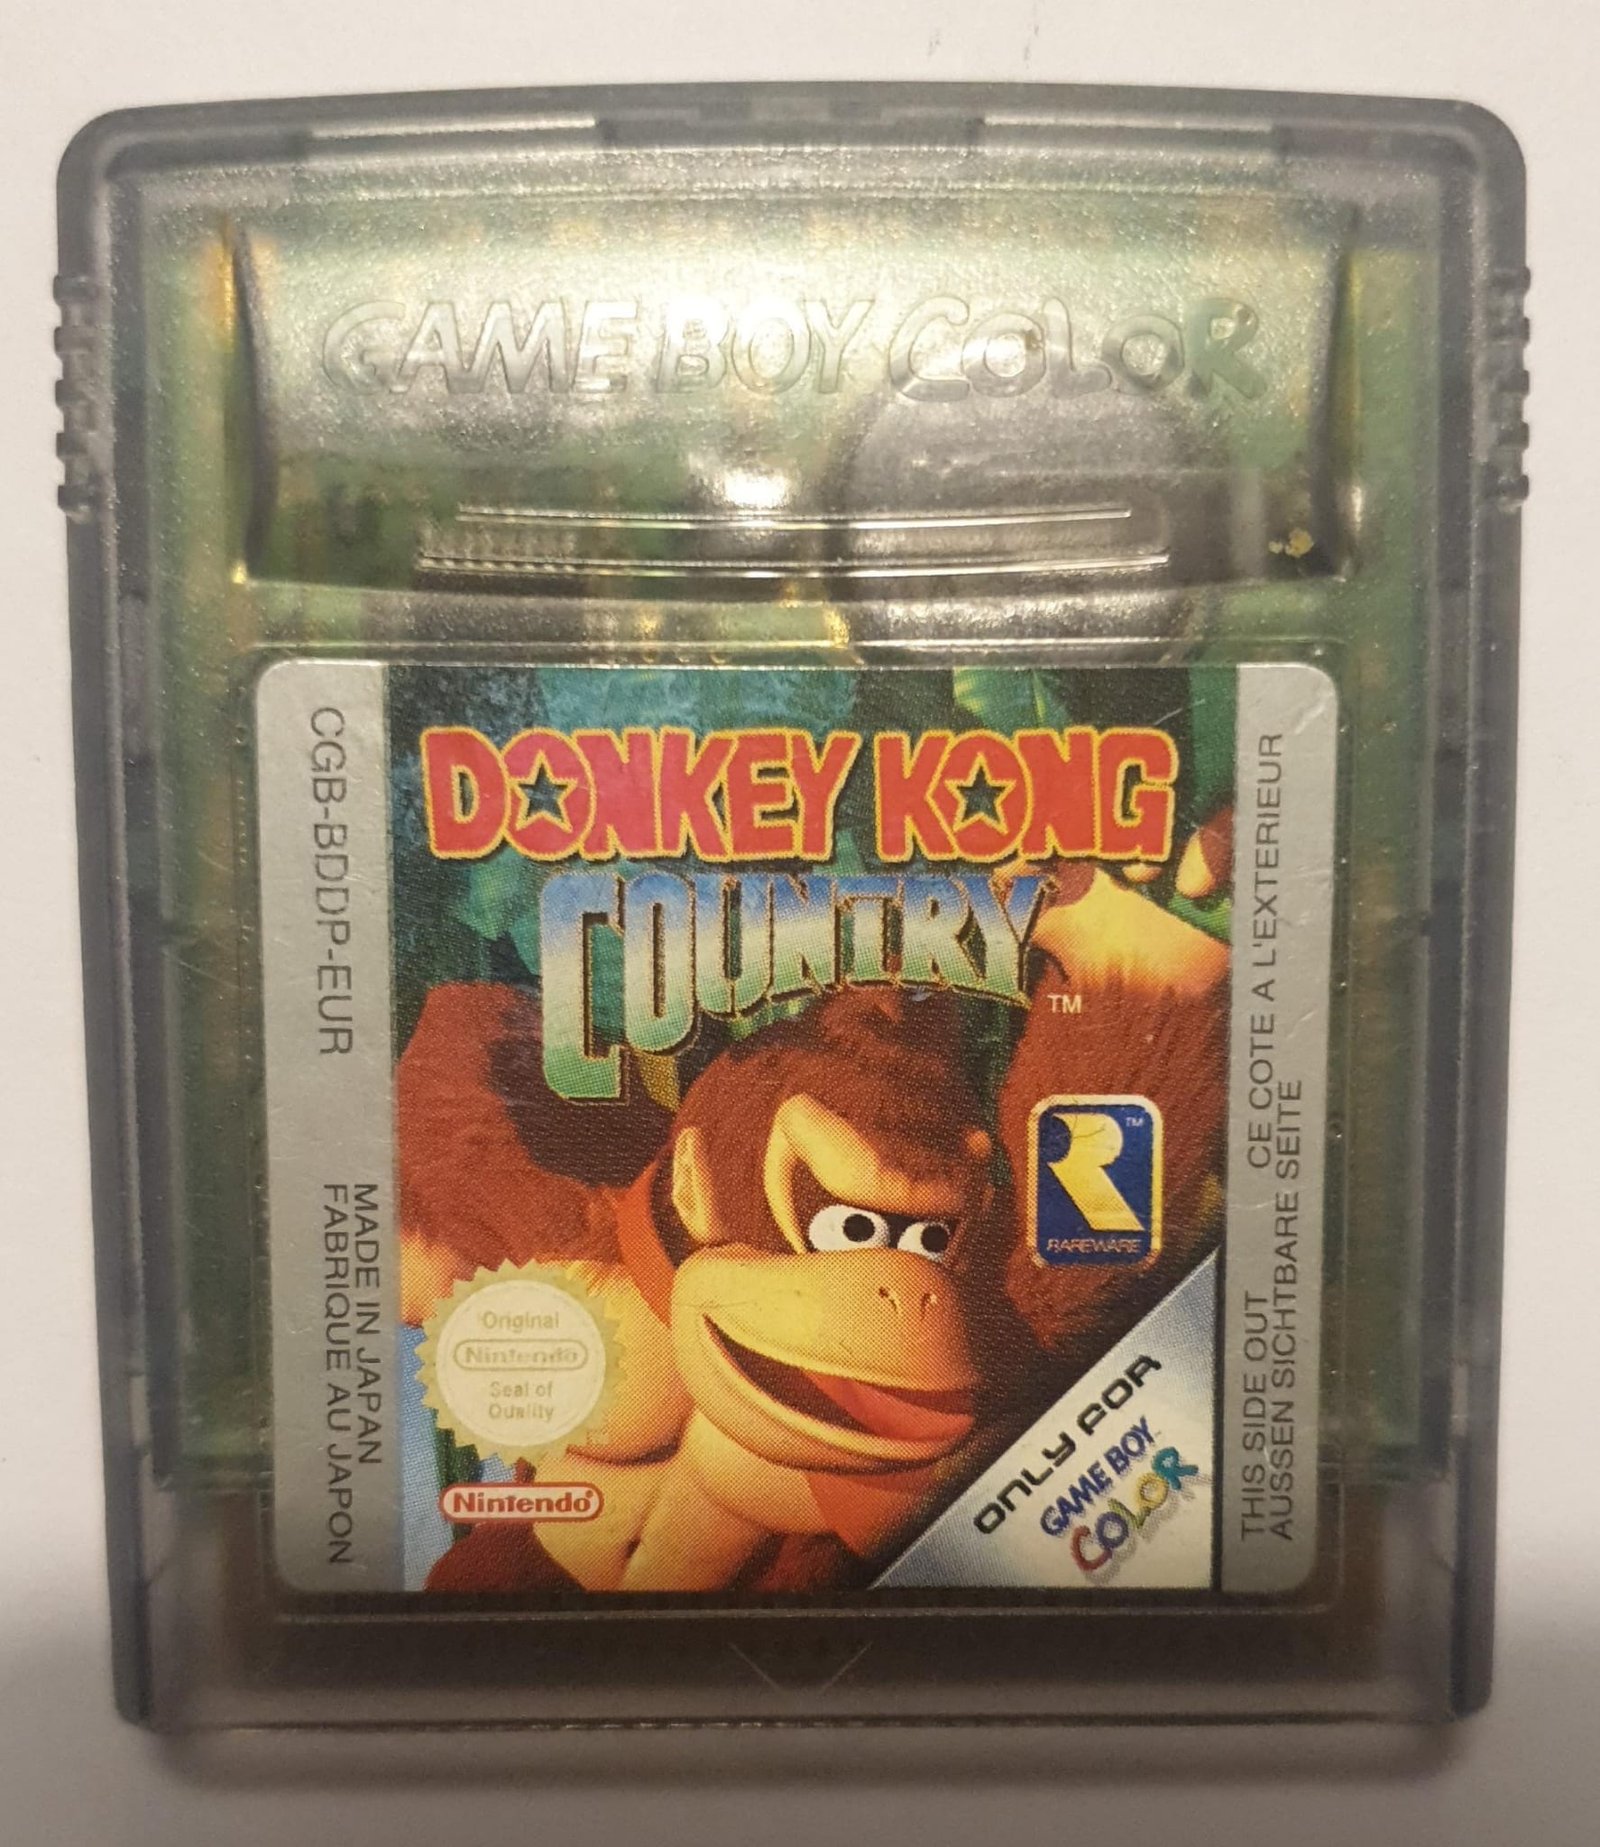 GAME BOY COLOR
CGB-BDDP-EUR
MADE IN JAPAN
FABRIQUE AU JAPON
DONKEY KONG
COUNTRY
TM
TM
RAREWARE
Original
Nintendo
Seal of
Quality
Nintendo®
ONLY FOR
GAME BOY
COLOR
THIS SIDE OUT CE COTE A L'EXTERIEUR
AUSSEN SICHTBARE SEITE